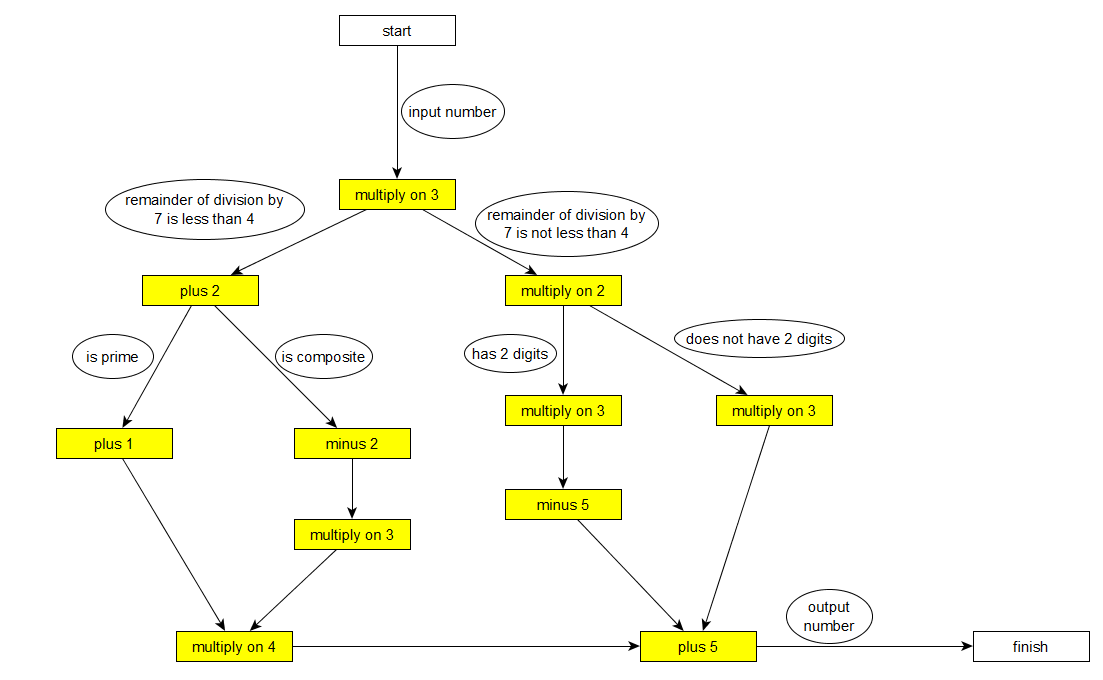 start
input number
multiply on 3
remainder of division by
7 is less than 4
remainder of division by
7 is not less than 4
plus 2
multiply on 2
is prime
is composite
has 2 digits
does not have 2 digits
multiply on 3
multiply on 3
plus 1
minus 2
minus 5
multiply on 3
output
number
multiply on 4
plus 5
finish